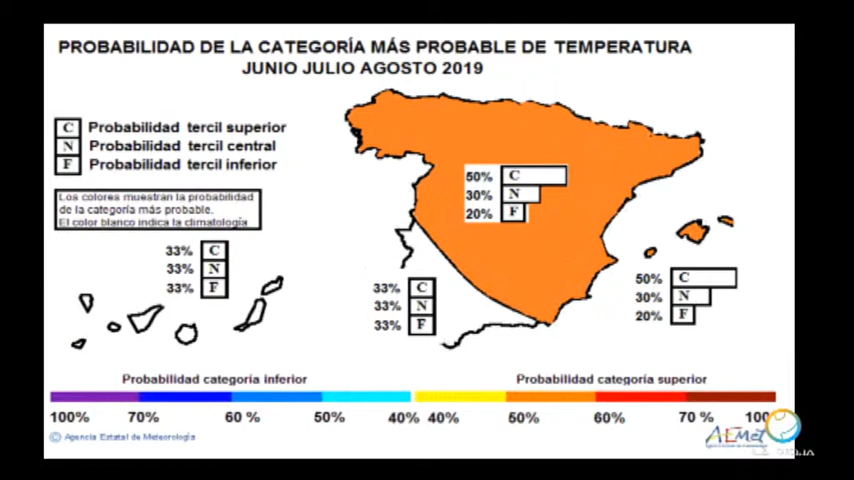 PROBABILIDAD DE LA CATEGORÍA MÁS PROBABLE DE TEMPERATURA
JUNIO JULIO AGOSTO 2019
C Probabilidad tercil superior
N Probabilidad tercil central
F Probabilidad tercil inferior
Los colores muestran la probabilidad
de la categoría más probable.
El color blanco indica la climatología
50% C
30% N
20% F
33% C
33% N
33% F
33% C
33% N
33% F
50% C
30% N
20% F
Probabilidad categoría inferior
Probabilidad categoría superior
100% 70% 60 % 50% 40% 40% 50% 60% 70 % 100
© Agencia Estatal de Meteorología
AEMet